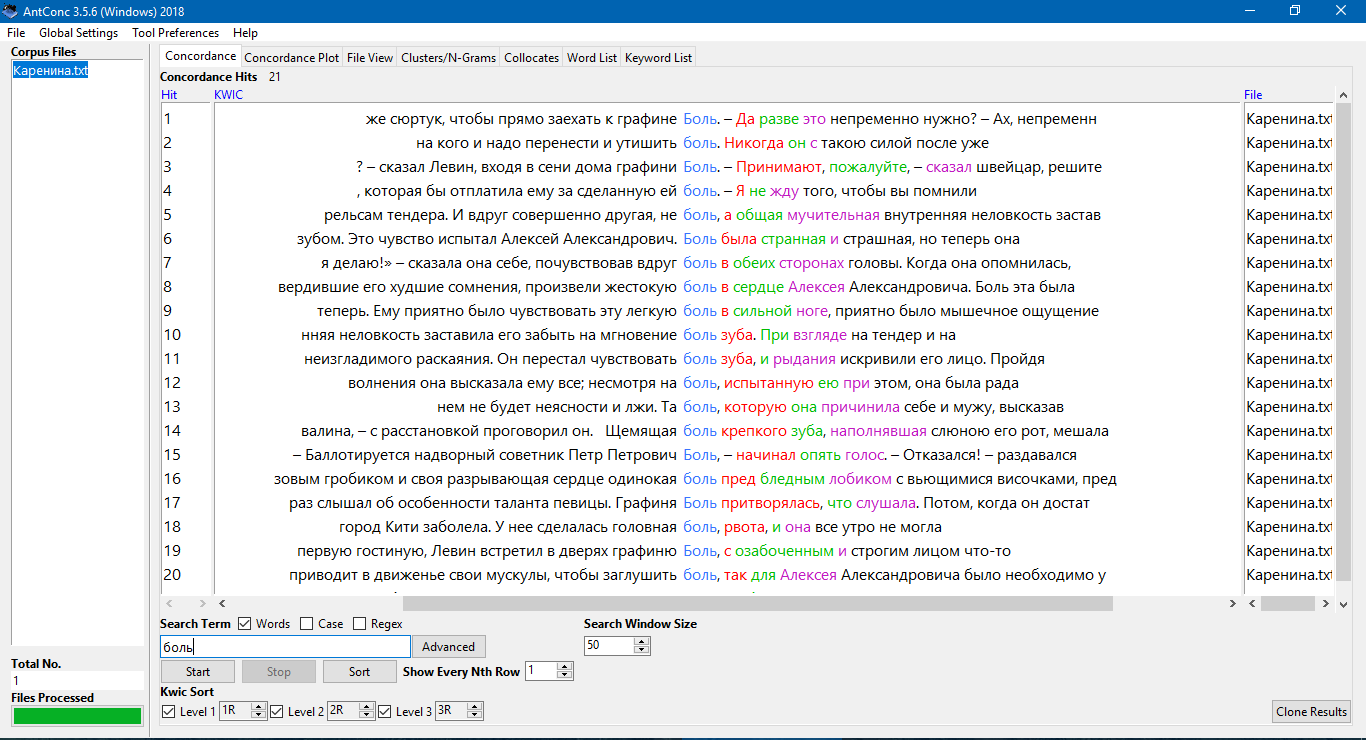 AntConc 3.5.6 (Windows) 2018
File Global Settings Tool Preferences Help
Corpus Files
Каренина.txt
Concordance Concordance Plot File View Clusters/N-Grams Collocates Word List Keyword List
Concordance Hits 21
Hit KWIC File
1 же сюртук, чтобы прямо заехать к графине Боль. – Да разве это непременно нужно? – Ах, непременн Каренина.txt
2 на кого и надо перенести и утишить боль. Никогда он с такою силой после уже Каренина.txt
3 ? – сказал Левин, входя в сени дома графини Боль. – Принимают, пожалуйте, – сказал швейцар, решите Каренина.txt
4 , которая бы отплатила ему за сделанную ей боль. – Я не жду того, чтобы вы помнили Каренина.txt
5 рельсам тендера. И вдруг совершенно другая, не боль, а общая мучительная внутренняя неловкость застав Каренина.txt
6 зубом. Это чувство испытал Алексей Александрович. Боль была странная и страшная, но теперь она Каренина.txt
7 я делаю!» – сказала она себе, почувствовав вдруг боль в обеих сторонах головы. Когда она опомнилась, Каренина.txt
8 вердившие его худшие сомнения, произвели жестокую боль в сердце Алексея Александровича. Боль эта была Каренина.txt
9 теперь. Ему приятно было чувствовать эту легкую боль в сильной ноге, приятно было мышечное ощущение Каренина.txt
10 нняя неловкость заставила его забыть на мгновение боль зуба. При взгляде на тендер и на Каренина.txt
11 неизгладимого раскаяния. Он перестал чувствовать боль зуба, и рыдания искривили его лицо. Пройдя Каренина.txt
12 волнения она высказала ему все; несмотря на боль, испытанную ею при этом, она была рада Каренина.txt
13 нем не будет неясности и лжи. Та боль, которую она причинила себе и мужу, высказав Каренина.txt
14 валина, – с расстановкой проговорил он. Щемящая боль крепкого зуба, наполнявшая слюною его рот, мешала Каренина.txt
15 – Баллотируется надворный советник Петр Петрович Боль, – начинал опять голос. – Отказался! – раздавался Каренина.txt
16 зовым гробиком и своя разрывающая сердце одинокая боль пред бледным лобиком с вьющимися височками, пред Каренина.txt
17 раз слышал об особенности таланта певицы. Графиня Боль притворялась, что слушала. Потом, когда он достат Каренина.txt
18 город Кити заболела. У нее сделалась головная боль, рвота, и она все утро не могла Каренина.txt
19 первую гостиную, Левин встретил в дверях графиню Боль, с озабоченным и строгим лицом что-то Каренина.txt
20 приводит в движенье свои мускулы, чтобы заглушить боль, так для Алексея Александровича было необходимо у Каренина.txt
Search Term Words Case Regex Search Window Size
боль Advanced 50
Start Stop Sort Show Every Nth Row 1
Total No.
1
Files Processed
Kwic Sort
Level 1 1R Level 2 2R Level 3 3R Clone Results